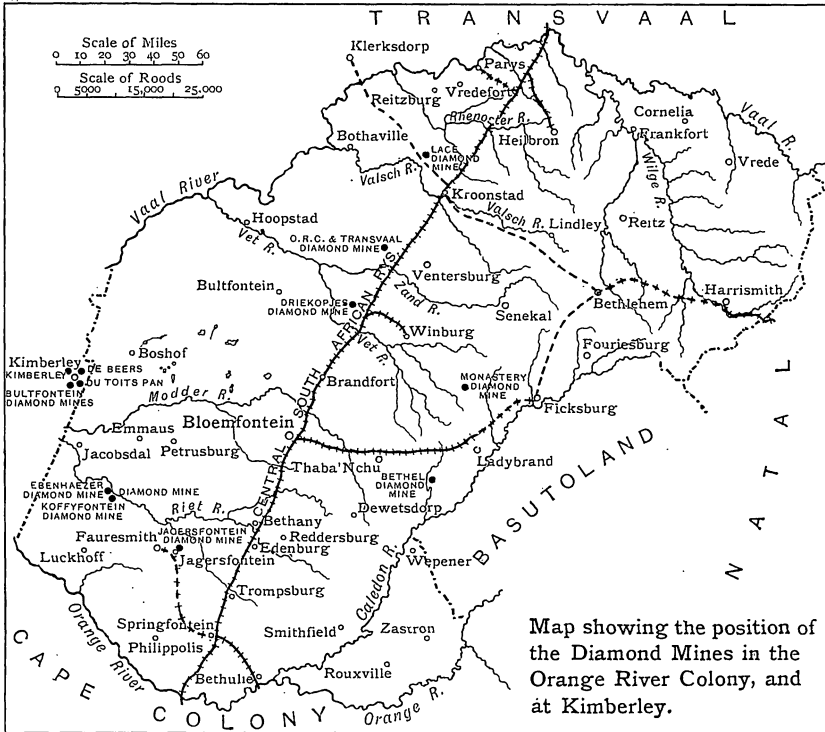 TRANSVAAL
Scale of Miles
0 10 20 30 40 50 60
Scale of Roods
0 5000 15,000 25,000
Klerksdorp
Parys
Reitzburg
Vredefort
Rhenocter R.
Heilbron
Cornelia
Frankfort
Vaal R.
Vrede
Wilge R.
Bothaville
LACE
DIAMOND
MINE
Valsch R.
Kroonstad
Vaal River
Hoopstad
Vet R.
Valsch R.
Lindley
Reitz
O.R.C. & TRANSVAAL
DIAMOND MINE
Ventersburg
Bultfontein
DRIEKOPJES
DIAMOND MINE
Zand R.
Senekal
Bethlehem
Harrismith
Winburg
Vet R.
Fouriesburg
Kimberley
KIMBERLEY
DE BEERS
DU TOITS PAN
BULTFONTEIN
DIAMOND MINES
Boshof
Modder R.
Brandfort
MONASTERY
DIAMOND
MINE
Ficksburg
Bloemfontein
CENTRAL SOUTH AFRICAN RYS
Emmaus
Jacobsdal
Petrusburg
Thaba'Nchu
Ladybrand
BETHEL
DIAMOND
MINE
EBENHAEZER
DIAMOND MINE
DIAMOND MINE
KOFFYFONTEIN
DIAMOND MINE
Riet R.
Dewetsdorp
BASUTOLAND
NATAL
JAGERSFONTEIN
DIAMOND MINE
Bethany
Reddersburg
Edenburg
Fauresmith
Jagersfontein
Luckhoff
Wepener
Caledon R.
Trompsburg
Orange River
Springfontein
Philippolis
Smithfield
Zastron
Bethulie
Rouxville
Orange R.
CAPE COLONY
Map showing the position of
the Diamond Mines in the
Orange River Colony, and
at Kimberley.